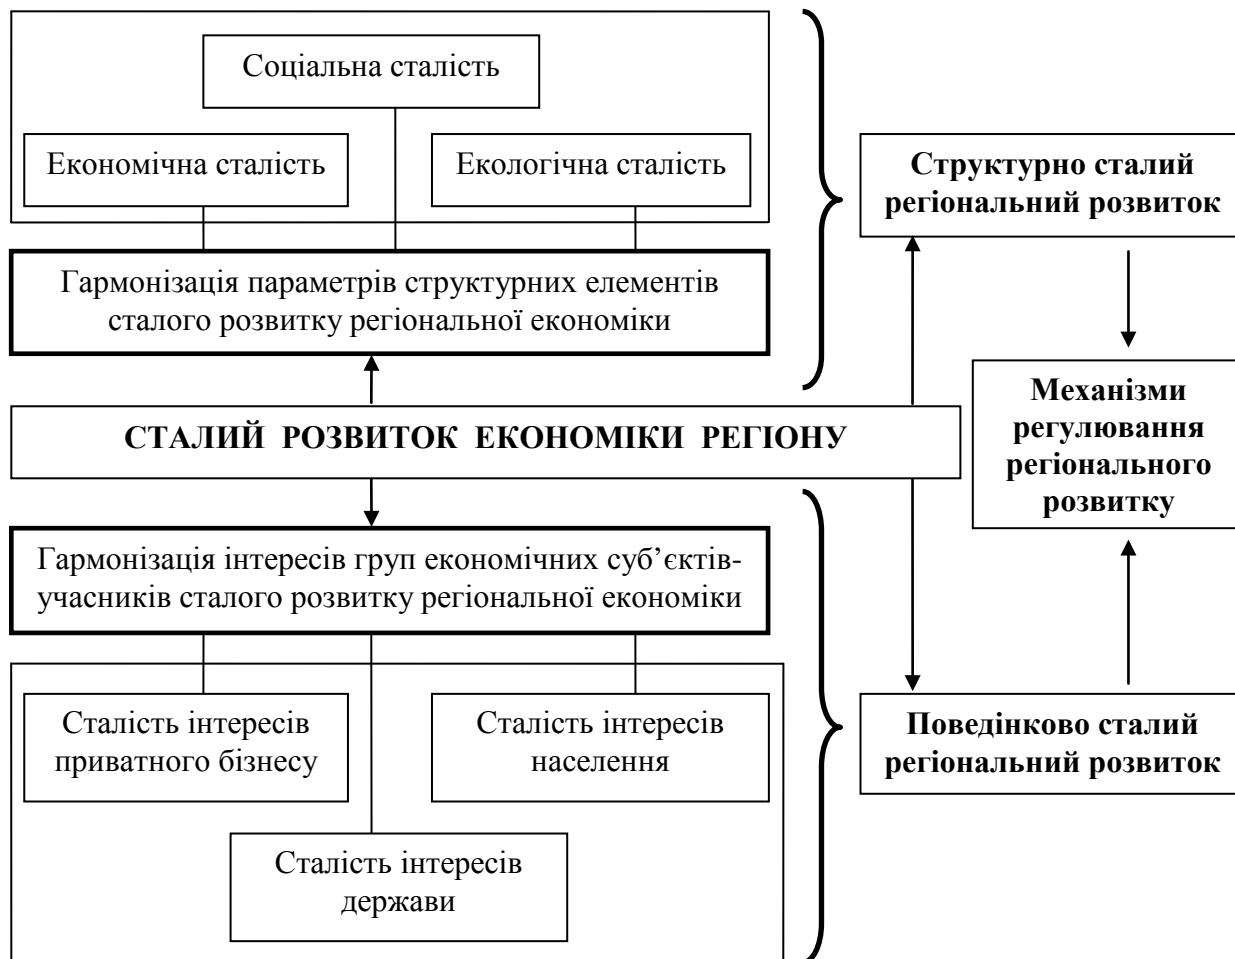 Соціальна сталість
Економічна сталість
Екологічна сталість
Гармонізація параметрів структурних елементів
сталого розвитку регіональної економіки
Структурно сталий
регіональний розвиток
СТАЛИЙ РОЗВИТОК ЕКОНОМІКИ РЕГІОНУ
Механізми
регулювання
регіонального
розвитку
Гармонізація інтересів груп економічних суб’єктів-
учасників сталого розвитку регіональної економіки
Сталість інтересів
приватного бізнесу
Сталість інтересів
населення
Сталість інтересів
держави
Поведінково сталий
регіональний розвиток